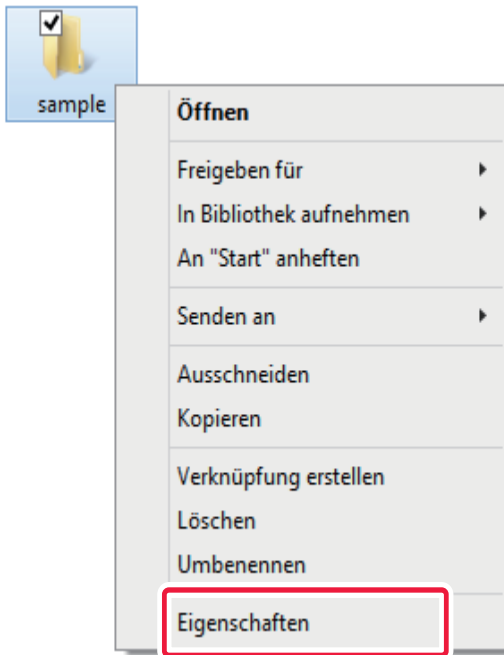 sample
Öffnen
Freigeben für
In Bibliothek aufnehmen
An "Start" anheften
Senden an
Ausschneiden
Kopieren
Verknüpfung erstellen
Löschen
Umbenennen
Eigenschaften